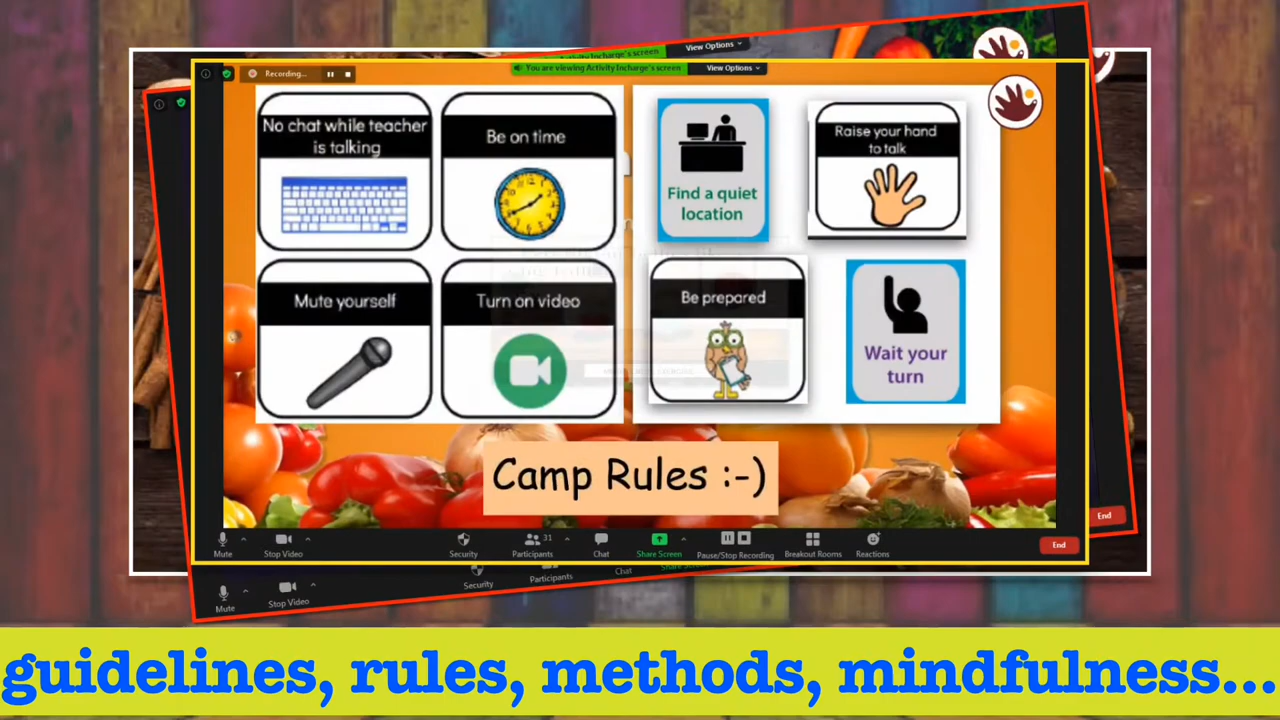 Activity Incharge's screen
View Options
You are viewing Activity Incharge's screen
View Options
Recording...
No chat while teacher
is talking
Be on time
Find a quiet
location
Raise your hand
to talk
Mute yourself
Turn on video
Be prepared
Wait your
turn
Camp Rules :-)
End
Mute
Stop Video
Security
Participants
31
Chat
Share Screen
Pause/Stop Recording
Breakout Rooms
Reactions
End
Mute
Stop Video
Security
Participants
Chat
guidelines, rules, methods, mindfulness...